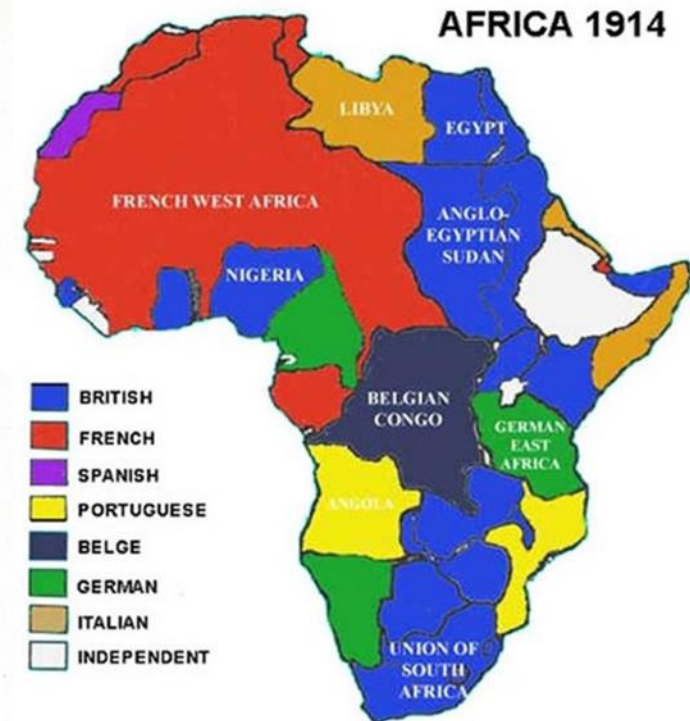 AFRICA 1914
LIBYA
EGYPT
FRENCH WEST AFRICA
ANGLO-
EGYPTIAN
SUDAN
NIGERIA
BELGIAN
CONGO
GERMAN
EAST
AFRICA
ANGOLA
UNION OF
SOUTH
AFRICA
BRITISH
FRENCH
SPANISH
PORTUGUESE
BELGE
GERMAN
ITALIAN
INDEPENDENT